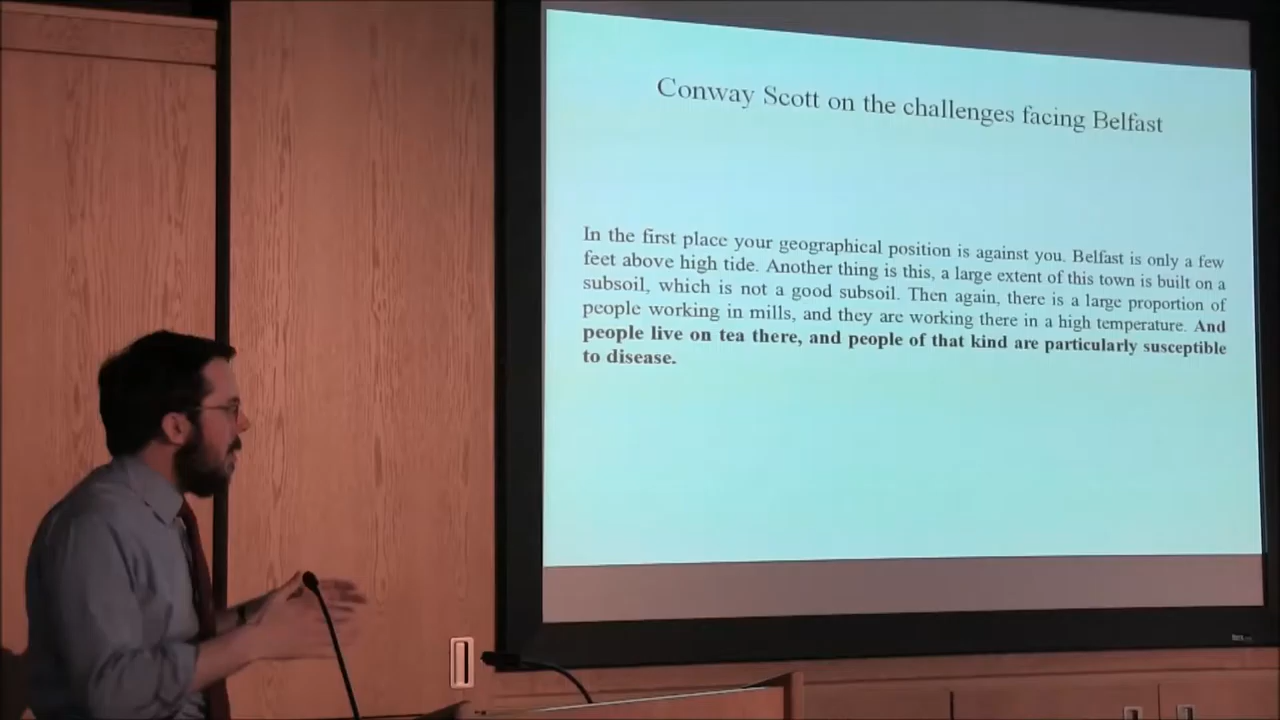 Conway Scott on the challenges facing Belfast
In the first place your geographical position is against you. Belfast is only a few
feet above high tide. Another thing is this, a large extent of this town is built on a
subsoil, which is not a good subsoil. Then again, there is a large proportion of
people working in mills, and they are working there in a high temperature. And
people live on tea there, and people of that kind are particularly susceptible
to disease.